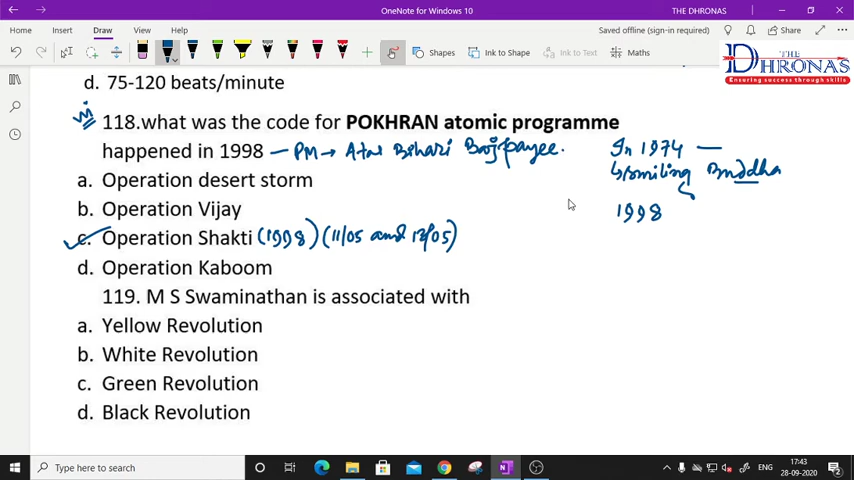 OneNote for Windows 10
THE DHRONAS
Home Insert Draw View Help
Saved offline (sign-in required)
Share
Shapes
Ink to Shape
Ink to Text
Maths
THE
DHRONAS
Ensuring success through skills
d. 75-120 beats/minute
118.what was the code for POKHRAN atomic programme
happened in 1998 - PM → Atal Bihari Bajpayee.
In 1974 —
↳ smiling Buddha
a. Operation desert storm
b. Operation Vijay
1998
c. Operation Shakti (1998) (11/05 and 13/05)
d. Operation Kaboom
119. M S Swaminathan is associated with
a. Yellow Revolution
b. White Revolution
c. Green Revolution
d. Black Revolution
Type here to search
ENG
17:43
28-09-2020
2